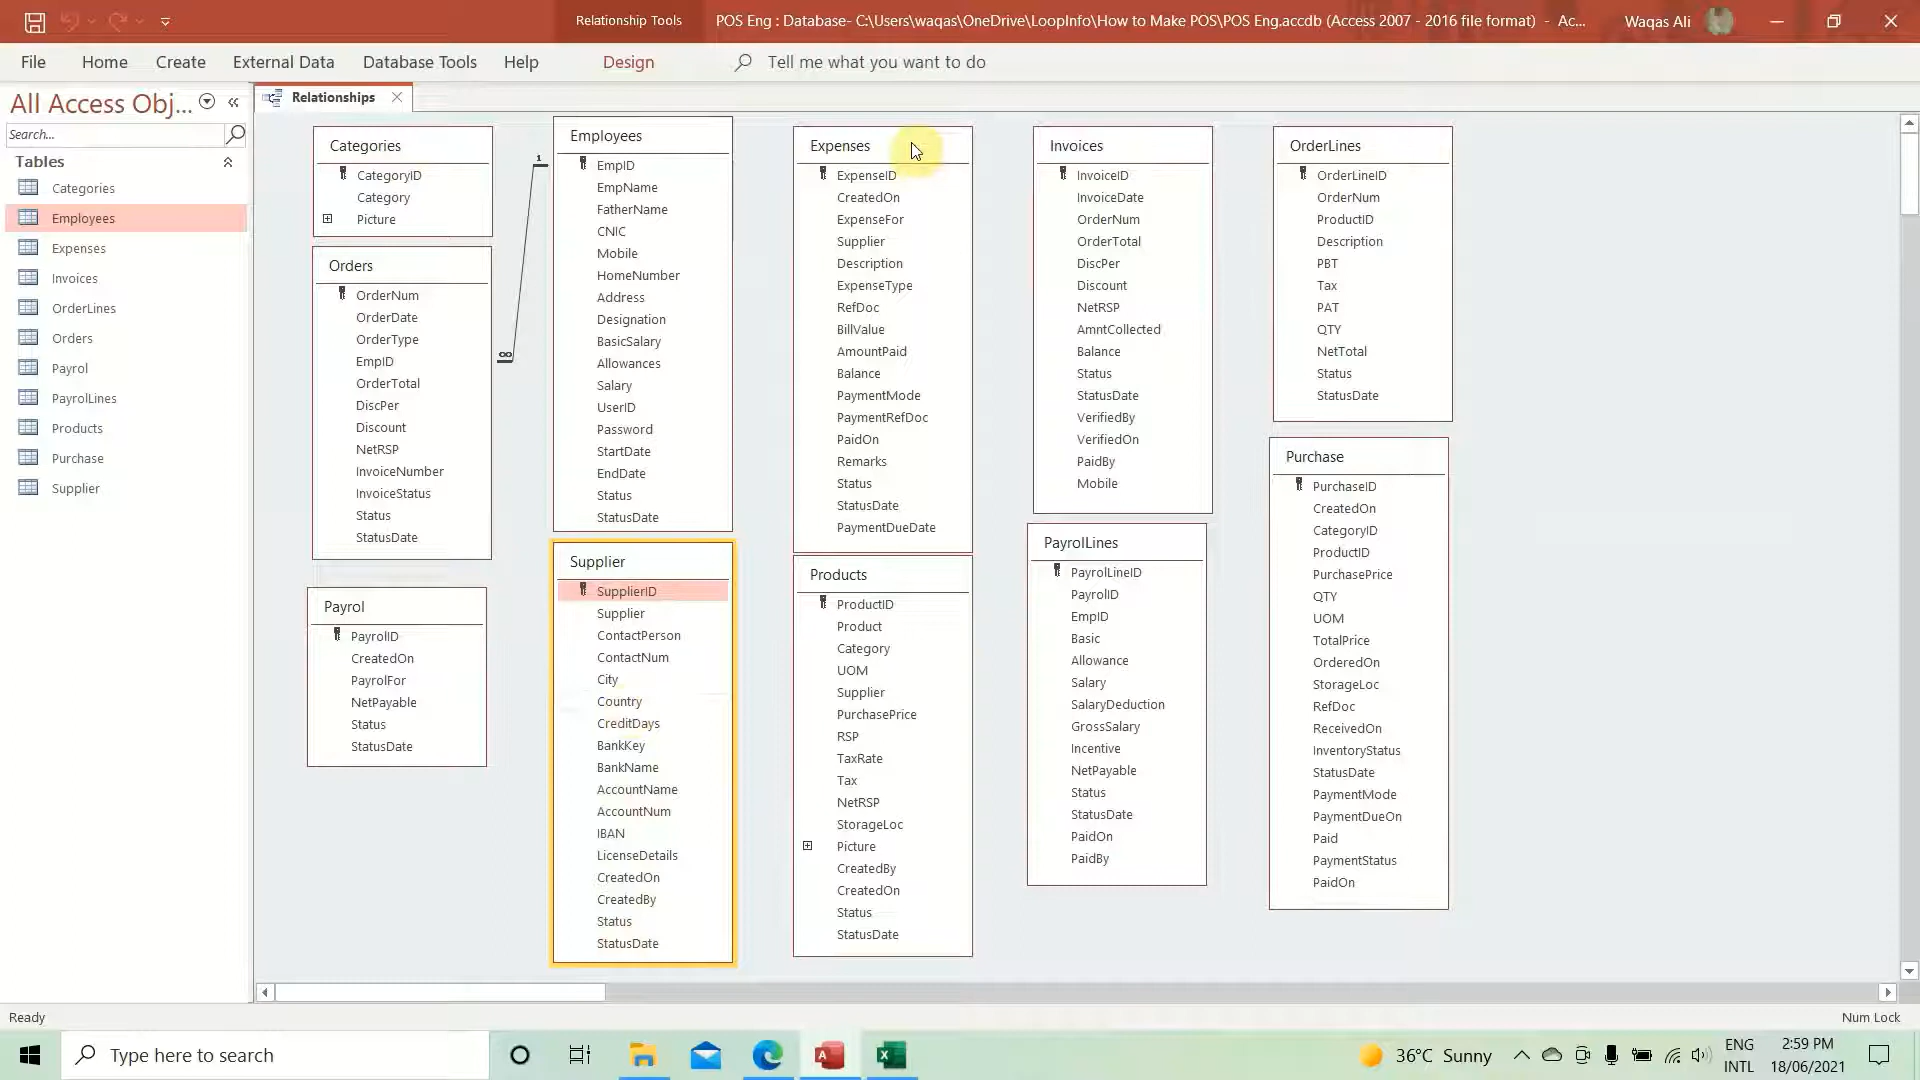 Relationship Tools
POS Eng : Database- C:\Users\waqas\OneDrive\LoopInfo\How to Make POS\POS Eng.accdb (Access 2007 - 2016 file format) - Ac...
Waqas Ali
File Home Create External Data Database Tools Help Design Tell me what you want to do
All Access Obj...
Search...
Tables
Categories
Employees
Expenses
Invoices
OrderLines
Orders
Payrol
PayrolLines
Products
Purchase
Supplier
Relationships
Categories
CategoryID
Category
Picture
Orders
OrderNum
OrderDate
OrderType
EmpID
OrderTotal
DiscPer
Discount
NetRSP
InvoiceNumber
InvoiceStatus
Status
StatusDate
Payrol
PayrolID
CreatedOn
PayrolFor
NetPayable
Status
StatusDate
1
∞
Employees
EmpID
EmpName
FatherName
CNIC
Mobile
HomeNumber
Address
Designation
BasicSalary
Allowances
Salary
UserID
Password
StartDate
EndDate
Status
StatusDate
Supplier
SupplierID
Supplier
ContactPerson
ContactNum
City
Country
CreditDays
BankKey
BankName
AccountName
AccountNum
IBAN
LicenseDetails
CreatedOn
CreatedBy
Status
StatusDate
Expenses
ExpenseID
CreatedOn
ExpenseFor
Supplier
Description
ExpenseType
RefDoc
BillValue
AmountPaid
Balance
PaymentMode
PaymentRefDoc
PaidOn
Remarks
Status
StatusDate
PaymentDueDate
Products
ProductID
Product
Category
UOM
Supplier
PurchasePrice
RSP
TaxRate
Tax
NetRSP
StorageLoc
Picture
CreatedBy
CreatedOn
Status
StatusDate
Invoices
InvoiceID
InvoiceDate
OrderNum
OrderTotal
DiscPer
Discount
NetRSP
AmntCollected
Balance
Status
StatusDate
VerifiedBy
VerifiedOn
PaidBy
Mobile
PayrolLines
PayrolLineID
PayrolID
EmpID
Basic
Allowance
Salary
SalaryDeduction
GrossSalary
Incentive
NetPayable
Status
StatusDate
PaidOn
PaidBy
OrderLines
OrderLineID
OrderNum
ProductID
Description
PBT
Tax
PAT
QTY
NetTotal
Status
StatusDate
Purchase
PurchaseID
CreatedOn
CategoryID
ProductID
PurchasePrice
QTY
UOM
TotalPrice
OrderedOn
StorageLoc
RefDoc
ReceivedOn
InventoryStatus
StatusDate
PaymentMode
PaymentDueOn
Paid
PaymentStatus
PaidOn
Ready
Num Lock
Type here to search
36°C Sunny
ENG
INTL
2:59 PM
18/06/2021